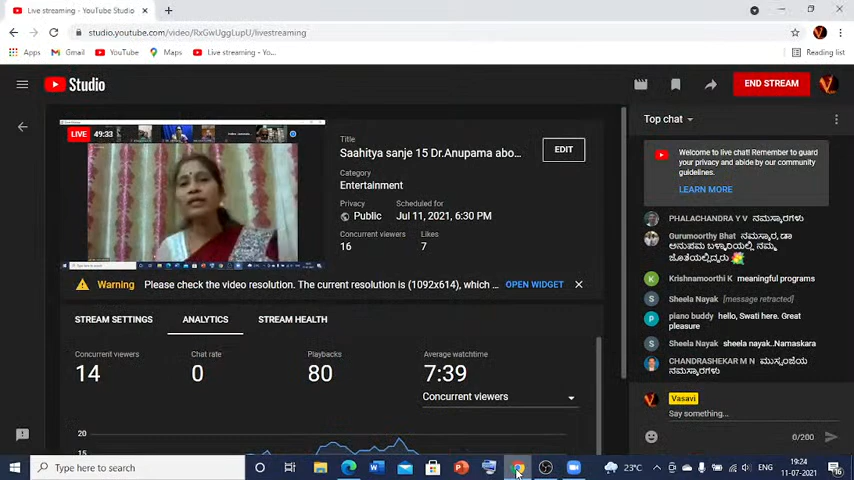 Live streaming - YouTube Studio
studio.youtube.com/video/RxGwUggLupU/livestreaming
Apps Gmail YouTube Maps Live streaming - Yo... Reading list
Studio
END STREAM
LIVE 49:33
Title
Saahitya sanje 15 Dr.Anupama abo...
EDIT
Category
Entertainment
Privacy Scheduled for
Public Jul 11, 2021, 6:30 PM
Concurrent viewers Likes
16 7
Warning Please check the video resolution. The current resolution is (1092x614), which ... OPEN WIDGET
STREAM SETTINGS ANALYTICS STREAM HEALTH
Concurrent viewers Chat rate Playbacks Average watchtime
14 0 80 7:39
Concurrent viewers
20
15
Top chat
Welcome to live chat! Remember to guard
your privacy and abide by our community
guidelines.
LEARN MORE
PHALACHANDRA Y V ನಮಸ್ಕಾರಗಳು
Gurumoorthy Bhat ನಮಸ್ಕಾರ, ಡಾ
ಅನುಪಮ ಬಳ್ಳಾರಿಯಲ್ಲಿ ನಮ್ಮ
ಜೊತೆಯಲ್ಲಿದ್ದರು
K Krishnamoorthi K meaningful programs
S Sheela Nayak [message retracted]
p piano buddy hello, Swati here. Great
pleasure
S Sheela Nayak sheela nayak..Namaskara
CHANDRASHEKAR M N ಮುಸ್ಸಂಜೆಯ
ನಮಸ್ಕಾರಗಳು
Vasavi
Say something...
0/200
Type here to search
23°C ENG 19:24
11-07-2021
16